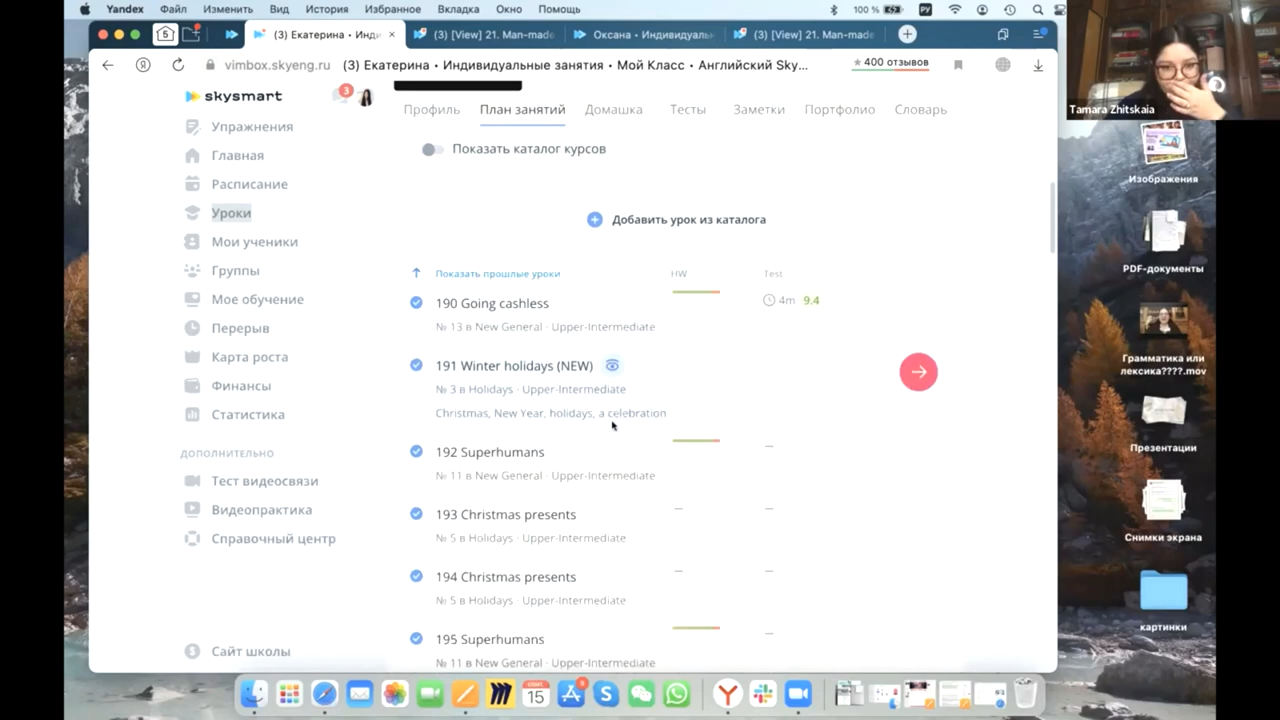 Yandex Файл Изменить Вид История Избранное Вкладка Окно Помощь 100 % РУ
5 (3) Екатерина • Инди × (3) [View] 21. Man-made Оксана • Индивидуаль (3) [View] 21. Man-made
vimbox.skyeng.ru (3) Екатерина • Индивидуальные занятия • Мой Класс • Английский Sky... ★ 400 отзывов
Tamara Zhitskaia
skysmart 3
Профиль План занятий Домашка Тесты Заметки Портфолио Словарь
Упражнения
Главная
Расписание
Уроки
Мои ученики
Группы
Мое обучение
Перерыв
Карта роста
Финансы
Статистика
ДОПОЛНИТЕЛЬНО
Тест видеосвязи
Видеопрактика
Справочный центр
Сайт школы
Показать каталог курсов
Добавить урок из каталога
Показать прошлые уроки HW Test
190 Going cashless 4m 9.4
№ 13 в New General · Upper-Intermediate
191 Winter holidays (NEW)
№ 3 в Holidays · Upper-Intermediate
Christmas, New Year, holidays, a celebration
192 Superhumans
№ 11 в New General · Upper-Intermediate
193 Christmas presents
№ 5 в Holidays · Upper-Intermediate
194 Christmas presents
№ 5 в Holidays · Upper-Intermediate
195 Superhumans
№ 11 в New General · Upper-Intermediate
Изображения
PDF-документы
Грамматика или
лексика????.mov
Презентации
Снимки экрана
картинки
15